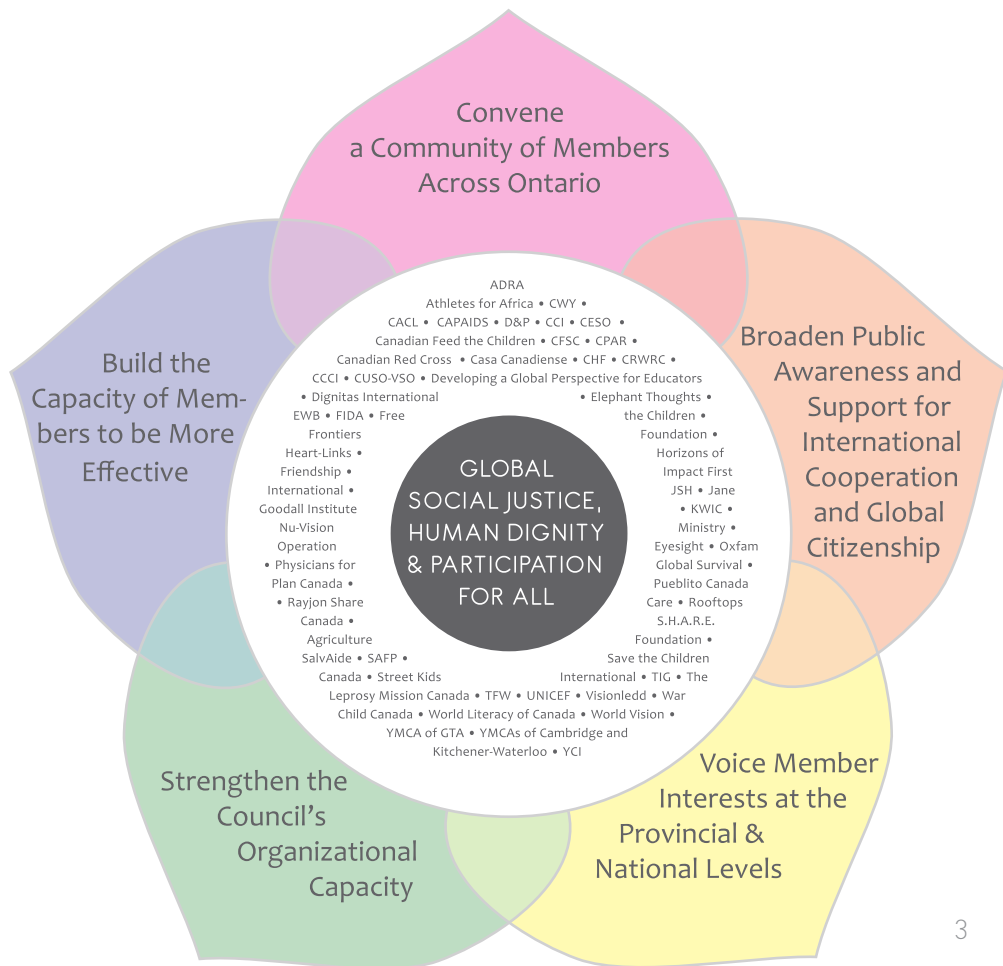 Convene
a Community of Members
Across Ontario
Build the
Capacity of Mem-
bers to be More
Effective
Broaden Public
Awareness and
Support for
International
Cooperation
and Global
Citizenship
ADRA
Athletes for Africa • CWY •
CACL • CAPAIDS • D&P • CCI • CESO •
Canadian Feed the Children • CFSC • CPAR •
Canadian Red Cross • Casa Canadiense • CHF • CRWRC •
CCCI • CUSO-VSO • Developing a Global Perspective for Educators
• Dignitas International • Elephant Thoughts •
EWB • FIDA • Free the Children •
Frontiers Foundation •
Heart-Links • Horizons of
Friendship • Impact First
International • JSH • Jane
Goodall Institute • KWIC •
Nu-Vision Ministry •
Operation Eyesight • Oxfam
• Physicians for Global Survival •
Plan Canada • Pueblito Canada
• Rayjon Share Care • Rooftops
Canada • S.H.A.R.E.
Agriculture Foundation •
SalvAide • SAFP • Save the Children
Canada • Street Kids International • TIG • The
Leprosy Mission Canada • TFW • UNICEF • Visionledd • War
Child Canada • World Literacy of Canada • World Vision •
YMCA of GTA • YMCAs of Cambridge and
Kitchener-Waterloo • YCI
GLOBAL
SOCIAL JUSTICE,
HUMAN DIGNITY
& PARTICIPATION
FOR ALL
Strengthen the
Council’s
Organizational
Capacity
Voice Member
Interests at the
Provincial &
National Levels
3